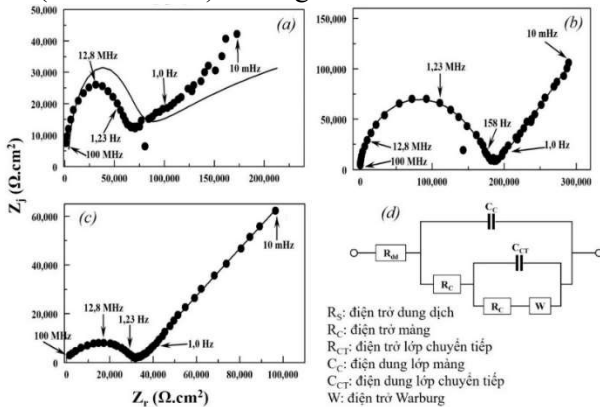 50,000
(a)
40,000
12,8 MHz
30,000
1,0 Hz
20,000
10 mHz
1,23 Hz
10,000
100 MHz
0
0 50,000 100,000 150,000 200,000
(b)
150,000
10 mHz
100,000
1,23 MHz
50,000
158 Hz
12,8 MHz
1,0 Hz
100 MHz
0
0 100,000 200,000 300,000
Zj (Ω.cm²)
(c)
60,000
10 mHz
40,000
12,8 MHz
20,000
1,23 Hz
100 MHz
1,0 Hz
0
0 20,000 40,000 60,000 80,000 100,000
Zr (Ω.cm²)
(d)
CC
CCT
Rdd
RC
RC W
RS: điện trở dung dịch
RC: điện trở màng
RCT: điện trở lớp chuyển tiếp
CC: điện dung lớp màng
CCT: điện dung lớp chuyển tiếp
W: điện trở Warburg